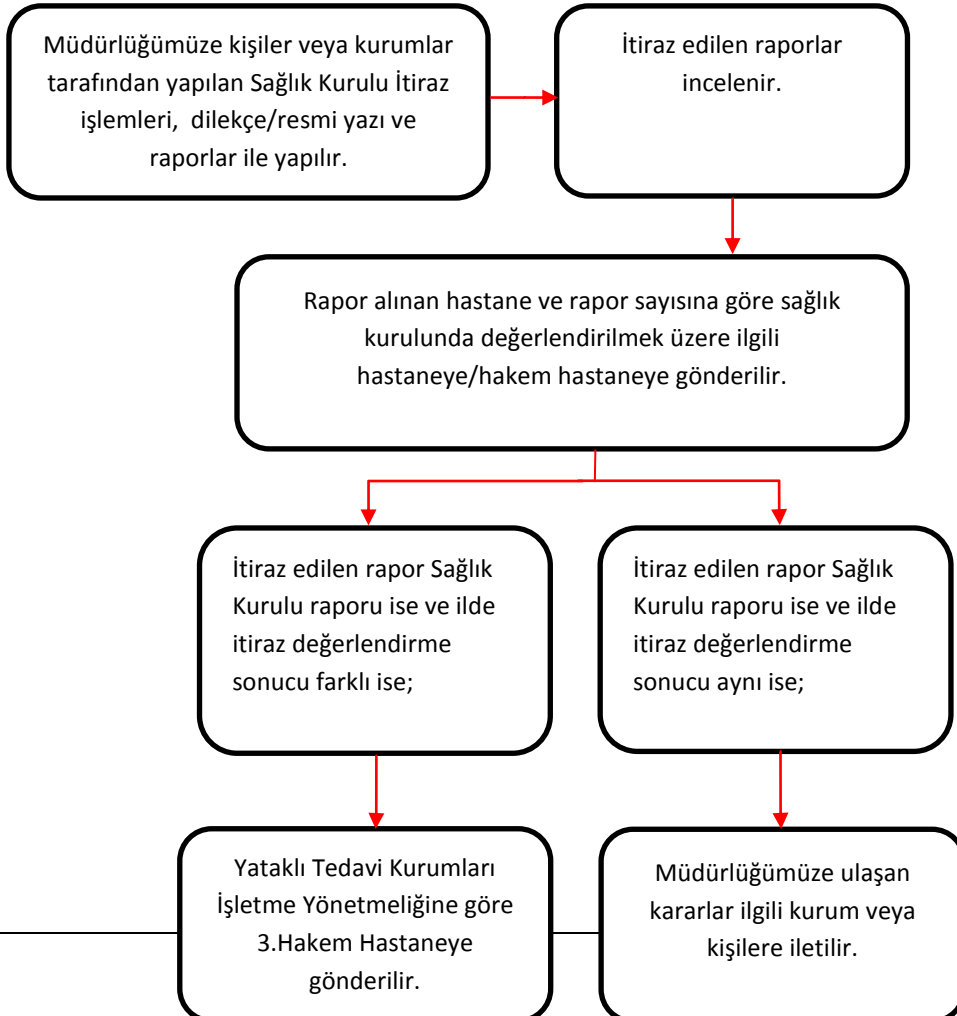 Müdürlüğümüze kişiler veya kurumlar
tarafından yapılan Sağlık Kurulu İtiraz
işlemleri, dilekçe/resmi yazı ve
raporlar ile yapılır.
İtiraz edilen raporlar
incelenir.
Rapor alınan hastane ve rapor sayısına göre sağlık
kurulunda değerlendirilmek üzere ilgili
hastaneye/hakem hastaneye gönderilir.
İtiraz edilen rapor Sağlık
Kurulu raporu ise ve ilde
itiraz değerlendirme
sonucu farklı ise;
İtiraz edilen rapor Sağlık
Kurulu raporu ise ve ilde
itiraz değerlendirme
sonucu aynı ise;
Yataklı Tedavi Kurumları
İşletme Yönetmeliğine göre
3.Hakem Hastaneye
gönderilir.
Müdürlüğümüze ulaşan
kararlar ilgili kurum veya
kişilere iletilir.